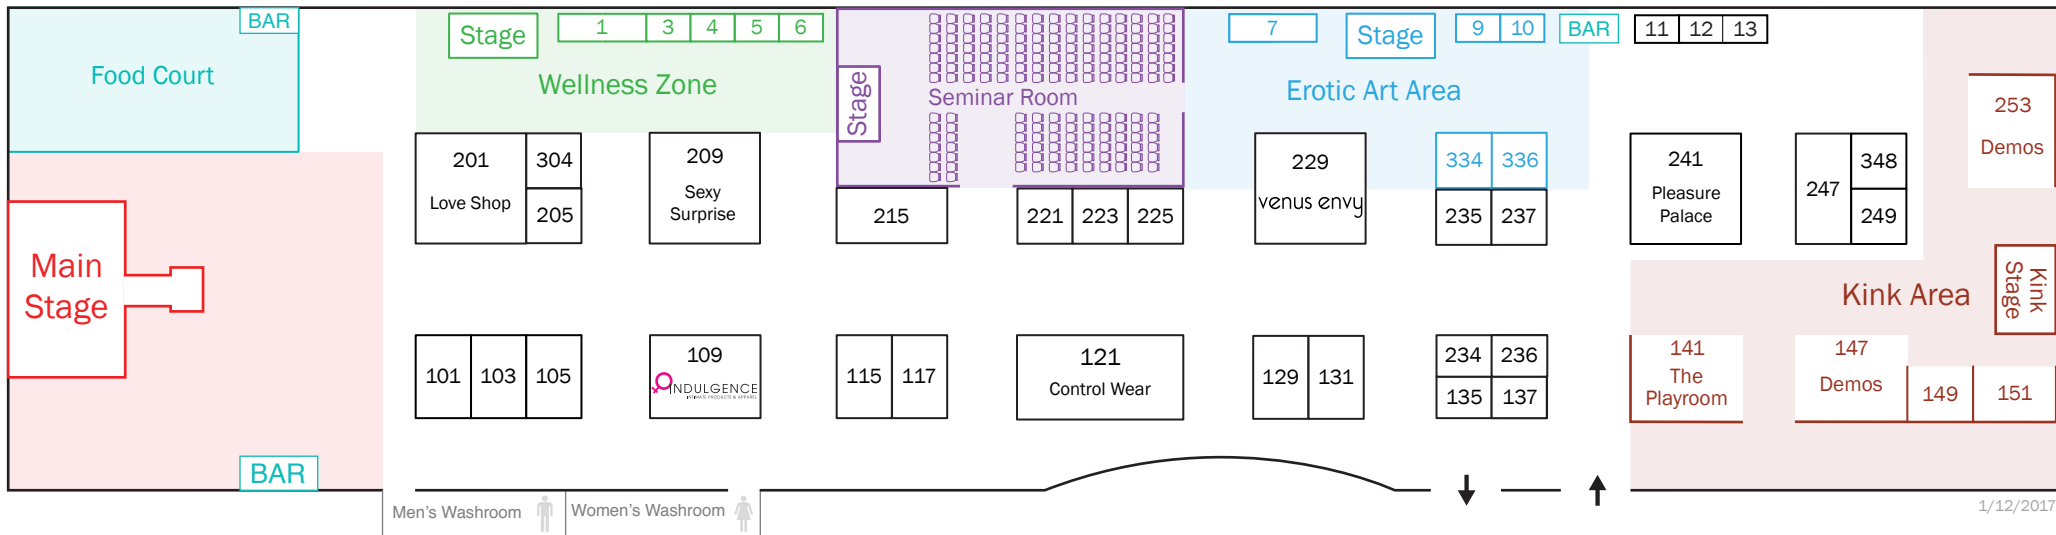 BAR
Food Court
Stage
1
3
4
5
6
Wellness Zone
Stage
Seminar Room
7
Stage
9
10
BAR
11
12
13
Erotic Art Area
253
Demos
201
Love Shop
304
205
209
Sexy
Surprise
215
221
223
225
229
venus envy
334
336
235
237
241
Pleasure
Palace
247
348
249
Main
Stage
Kink Area
Kink
Stage
101
103
105
109
INDULGENCE
INTIMATE PRODUCTS & APPAREL
115
117
121
Control Wear
129
131
234
236
135
137
141
The
Playroom
147
Demos
149
151
BAR
Men's Washroom
Women's Washroom
1/12/2017